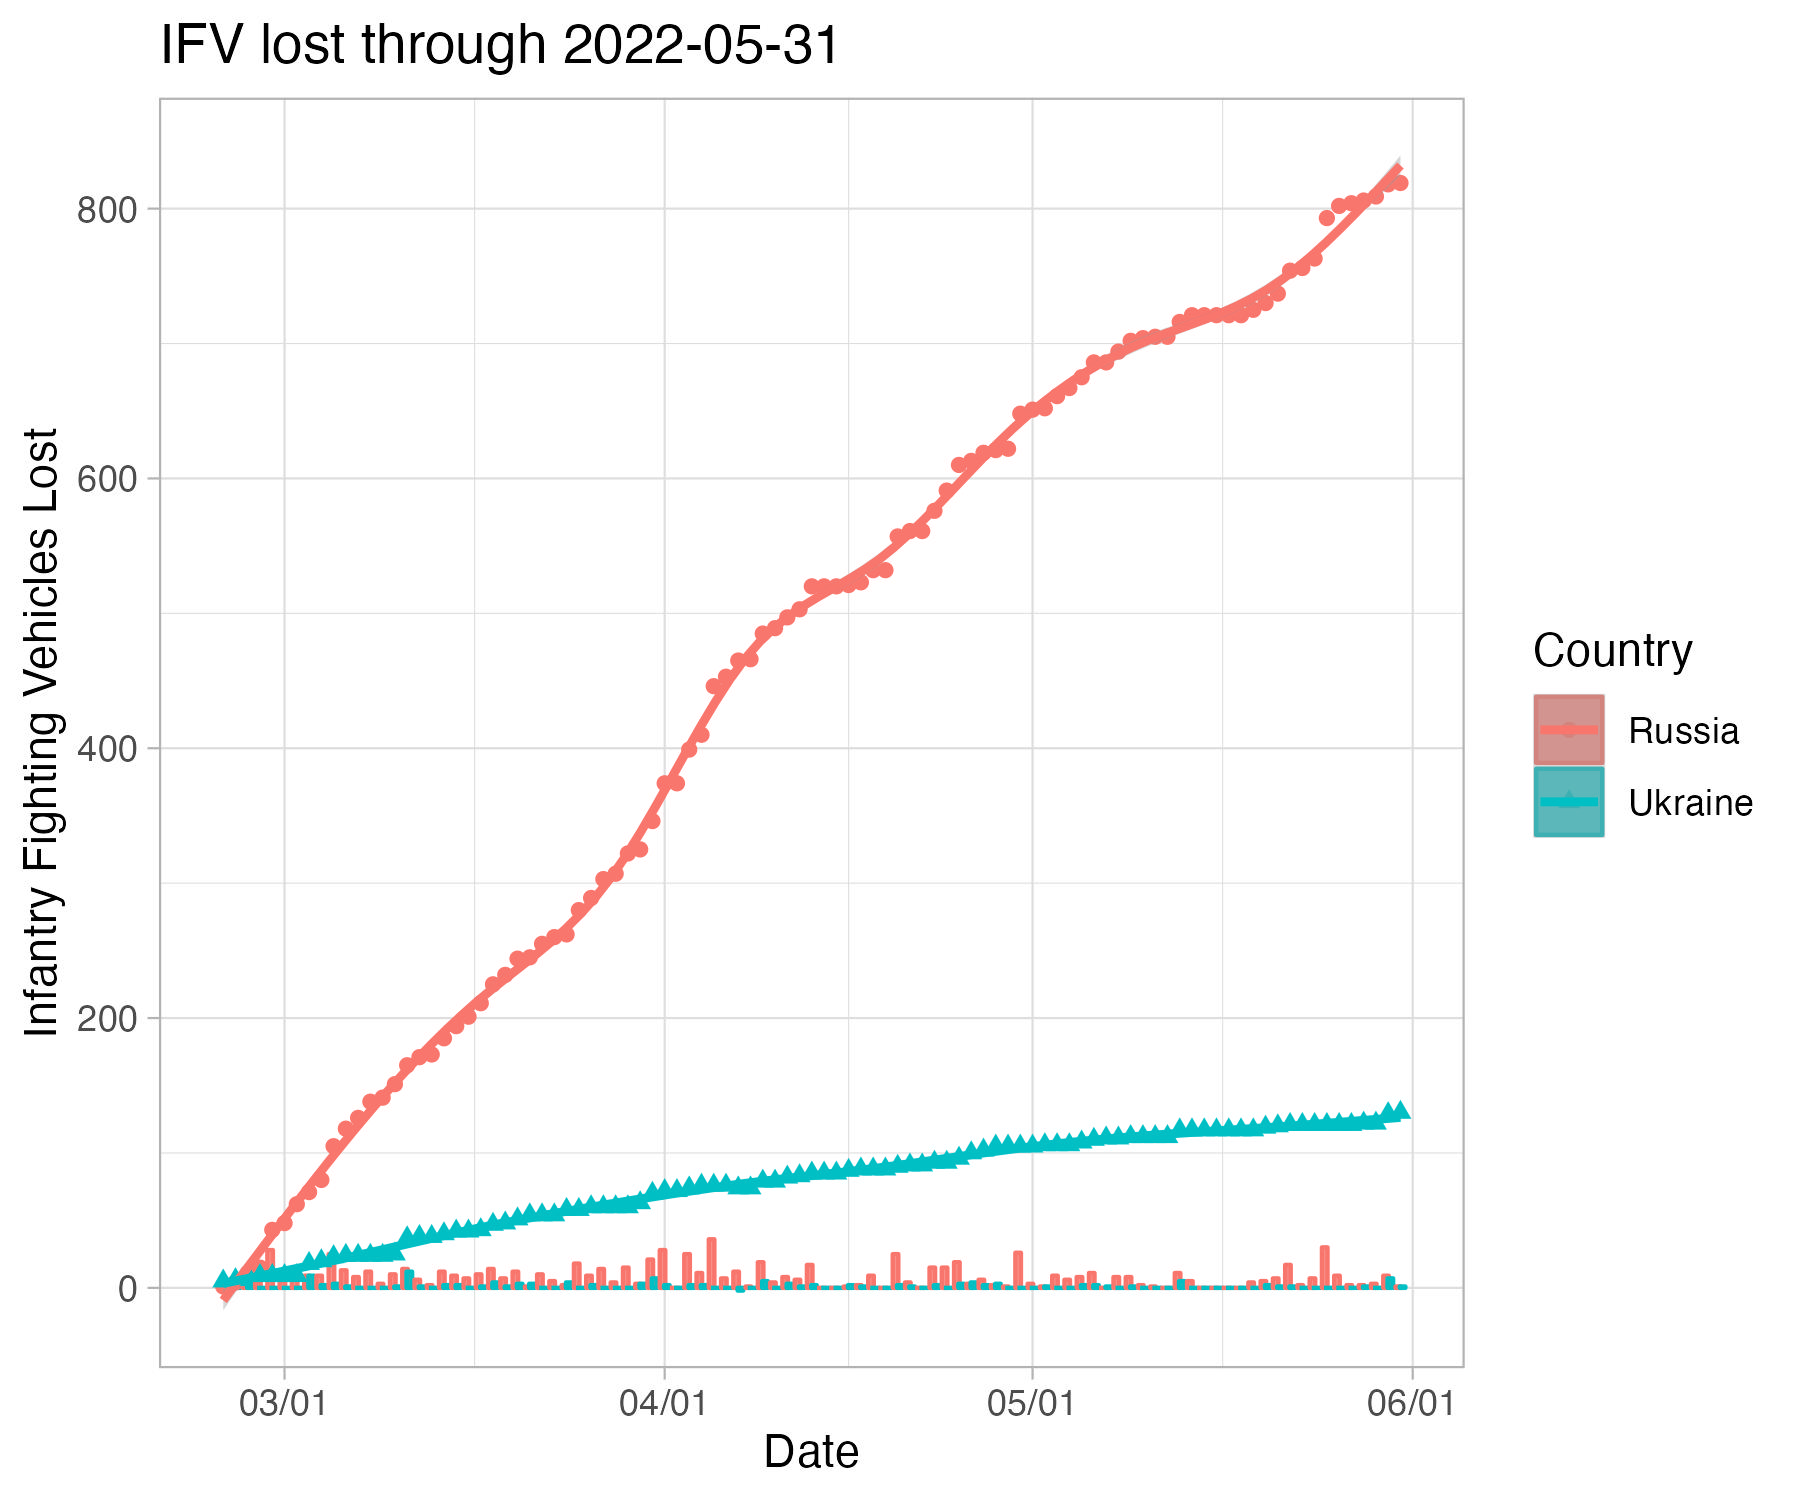 IFV lost through 2022-05-31
Infantry Fighting Vehicles Lost
800
600
400
200
0
03/01
04/01
05/01
06/01
Date
Country
Russia
Ukraine